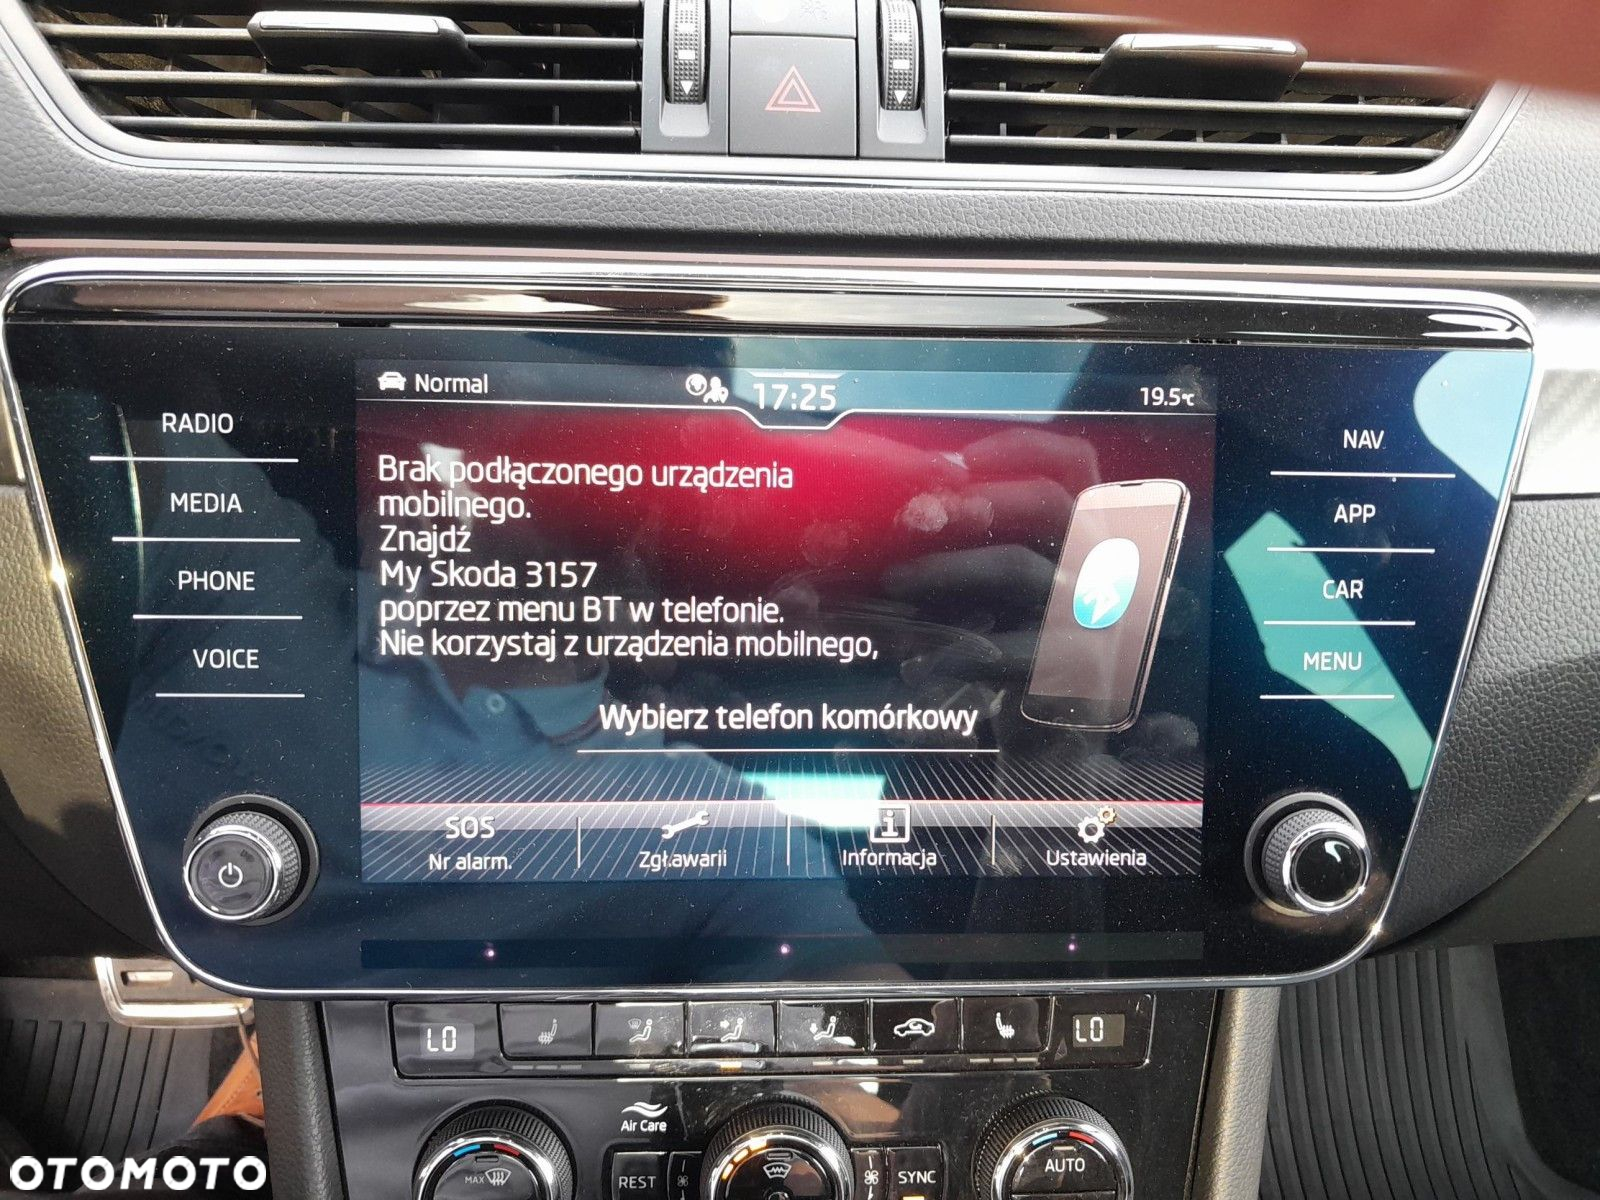 Normal
17:25
19.5°C
RADIO
MEDIA
PHONE
VOICE
Brak podłączonego urządzenia
mobilnego.
Znajdź
My Skoda 3157
poprzez menu BT w telefonie.
Nie korzystaj z urządzenia mobilnego,
Wybierz telefon komórkowy
SOS
Nr alarm.
Zgł.awarii
Informacja
Ustawienia
NAV
APP
CAR
MENU
LO
LO
Air Care
MAX
REST
SYNC
AUTO
OTOMOTO